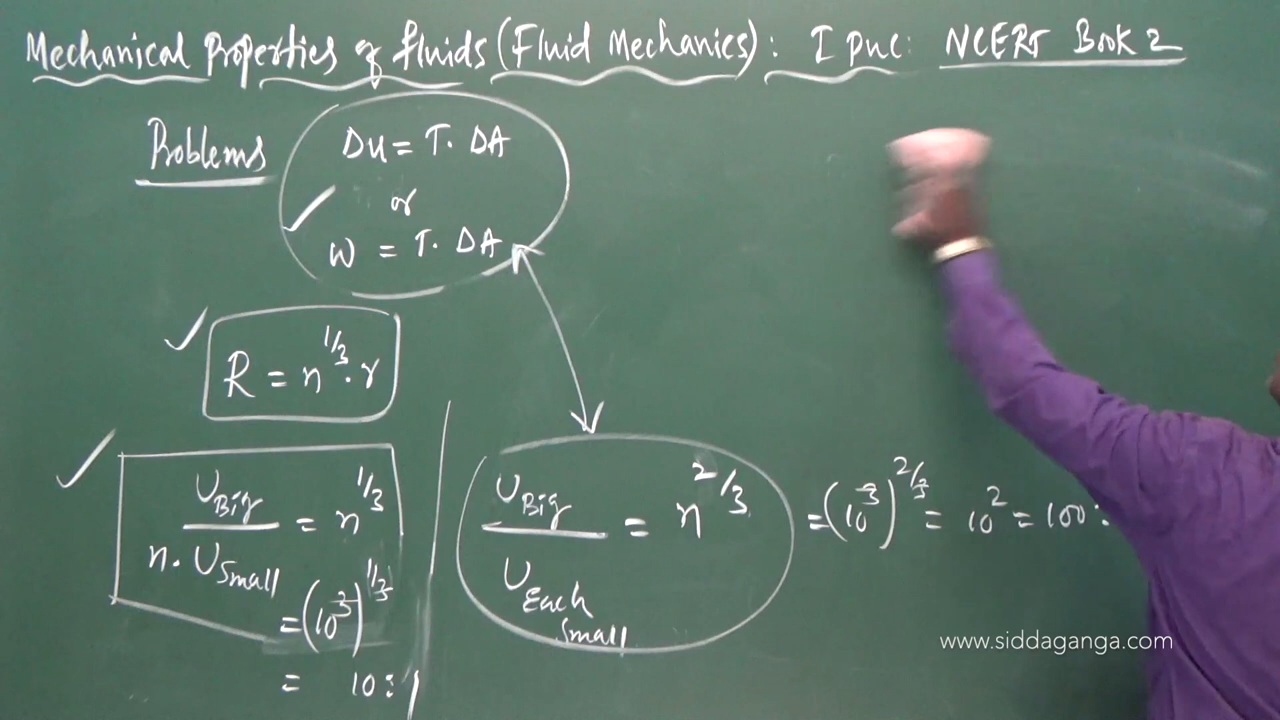 Mechanical Properties of fluids (Fluid Mechanics): I PUC: NCERT Book 2
Problems
DU = T. DA
or
W = T. DA
R = n^1/3 . r
U_Big / n. U_Small = n^1/3
= (10^3)^1/3
= 10:1
U_Big / U_Each Small = n^2/3 = (10^3)^2/3 = 10^2 = 100:
www.siddaganga.com